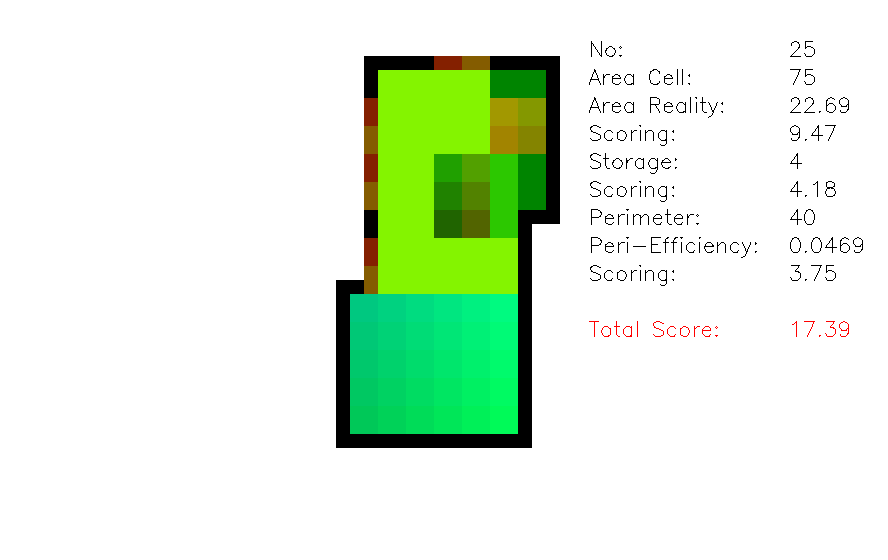 No: 25
Area Cell: 75
Area Reality: 22.69
Scoring: 9.47
Storage: 4
Scoring: 4.18
Perimeter: 40
Peri-Efficiency: 0.0469
Scoring: 3.75
Total Score: 17.39